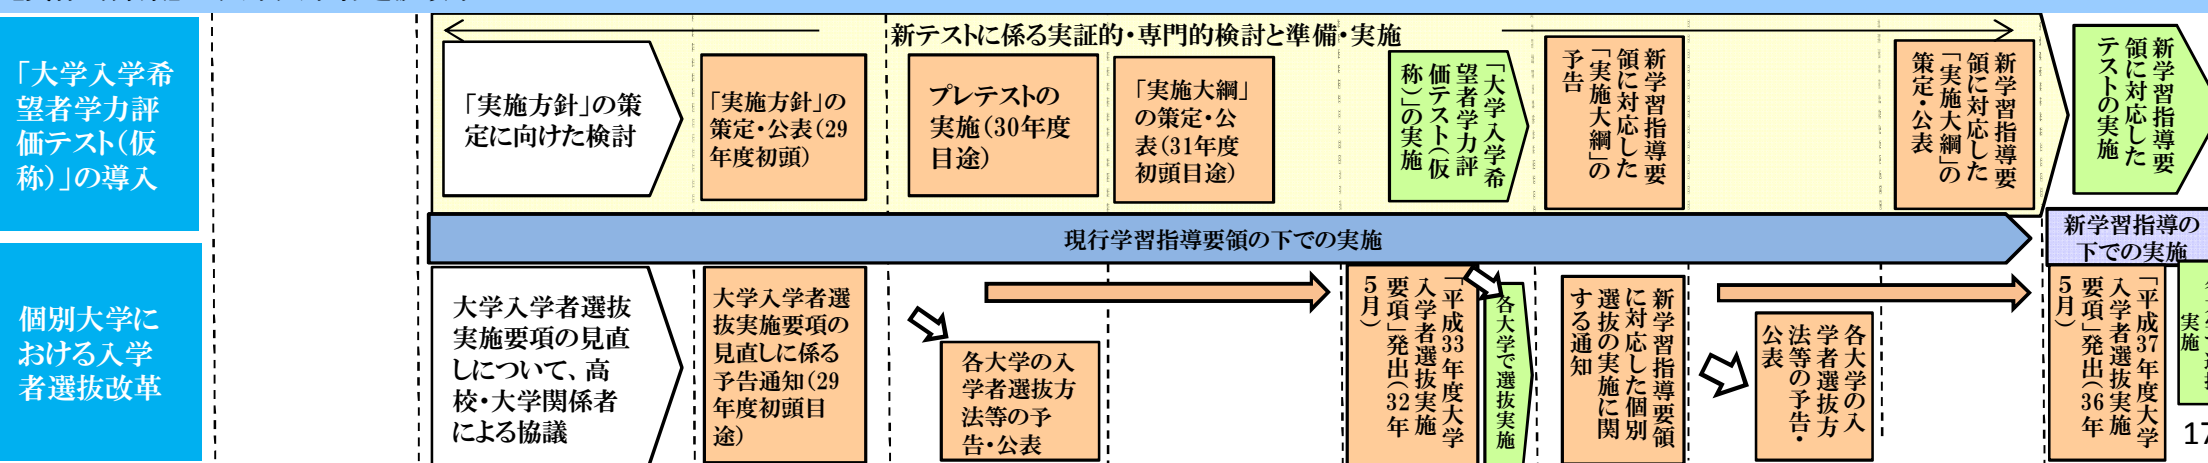 「大学入学希
望者学力評
価テスト(仮
称)」の導入
新テストに係る実証的・専門的検討と準備・実施
「実施方針」の策
定に向けた検討
「実施方針」の
策定・公表(29
年度初頭)
プレテストの
実施(30年度
目途)
「実施大綱」
の策定・公
表(31年度
初頭目途)
「大学入学希
望者学力評
価テスト(仮
称)」の実施
新学習指導要
領に対応した
「実施大綱」の
予告
新学習指導要
領に対応した
「実施大綱」の
策定・公表
新学習指導要
領に対応した
テストの実施
現行学習指導要領の下での実施
新学習指導の
下での実施
個別大学に
おける入学
者選抜改革
大学入学者選抜
実施要項の見直
しについて、高
校・大学関係者
による協議
大学入学者選
抜実施要項の
見直しに係る
予告通知(29
年度初頭目
途)
各大学の入
学者選抜方
法等の予
告・公表
「平成33年度大学
入学者選抜実施
要項」発出(32年
5月)
各大学で選抜実施
新学習指導要領
に対応した個別
選抜の実施に関
する通知
各大学の入
学者選抜方
法等の予告・
公表
「平成37年度大学
入学者選抜実施
要項」発出(36年
5月)
実施
17